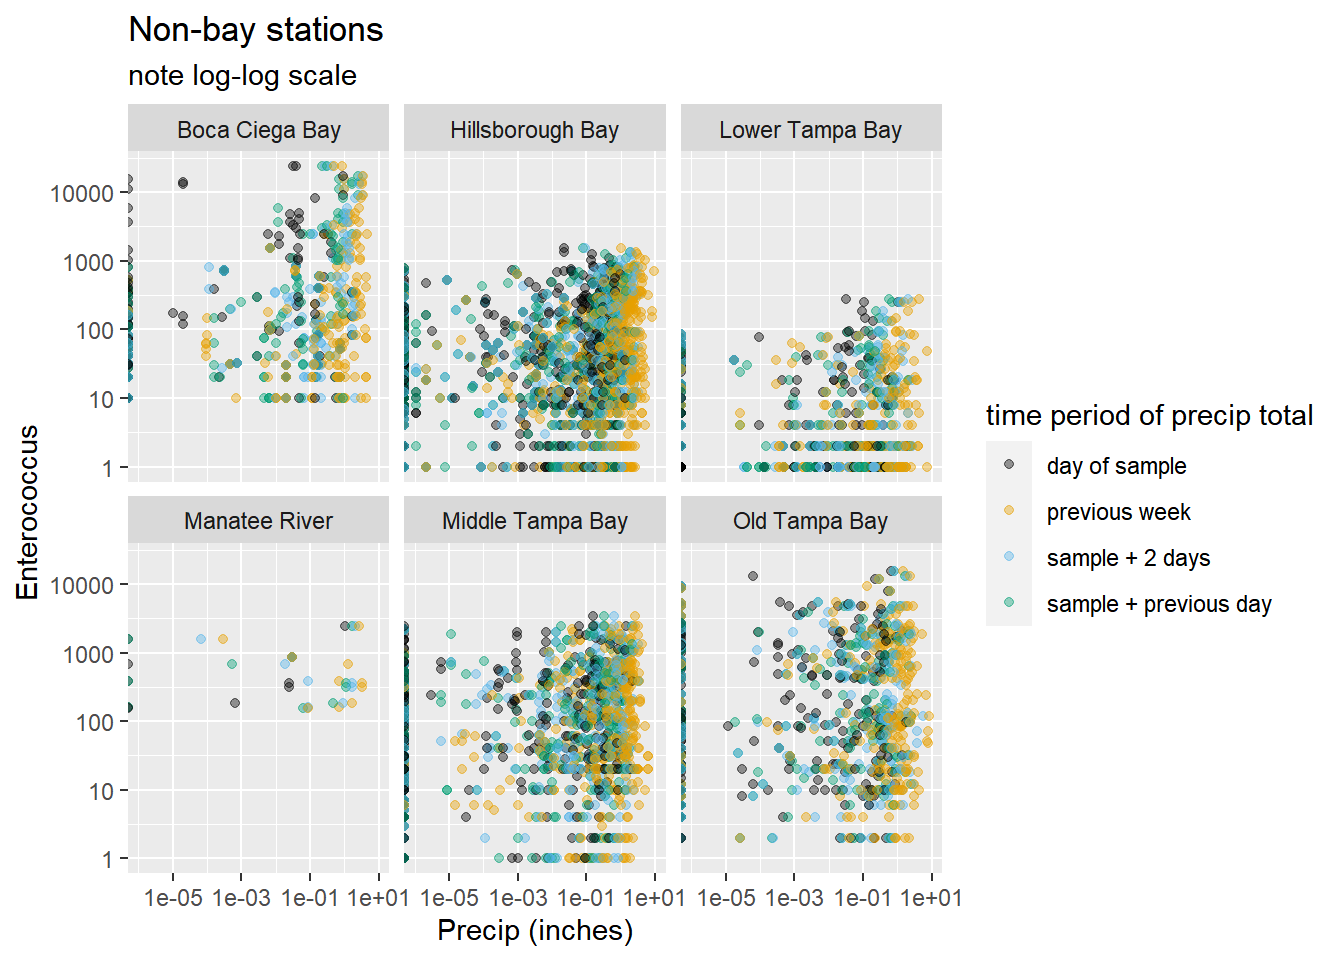 Non-bay stations
note log-log scale
Boca Ciega Bay
Hillsborough Bay
Lower Tampa Bay
10000
1000
100
10
1
Manatee River
Middle Tampa Bay
Old Tampa Bay
10000
1000
100
10
1
1e-05 1e-03 1e-01 1e+01
1e-05 1e-03 1e-01 1e+01
1e-05 1e-03 1e-01 1e+01
Precip (inches)
Enterococcus
time period of precip total
day of sample
previous week
sample + 2 days
sample + previous day